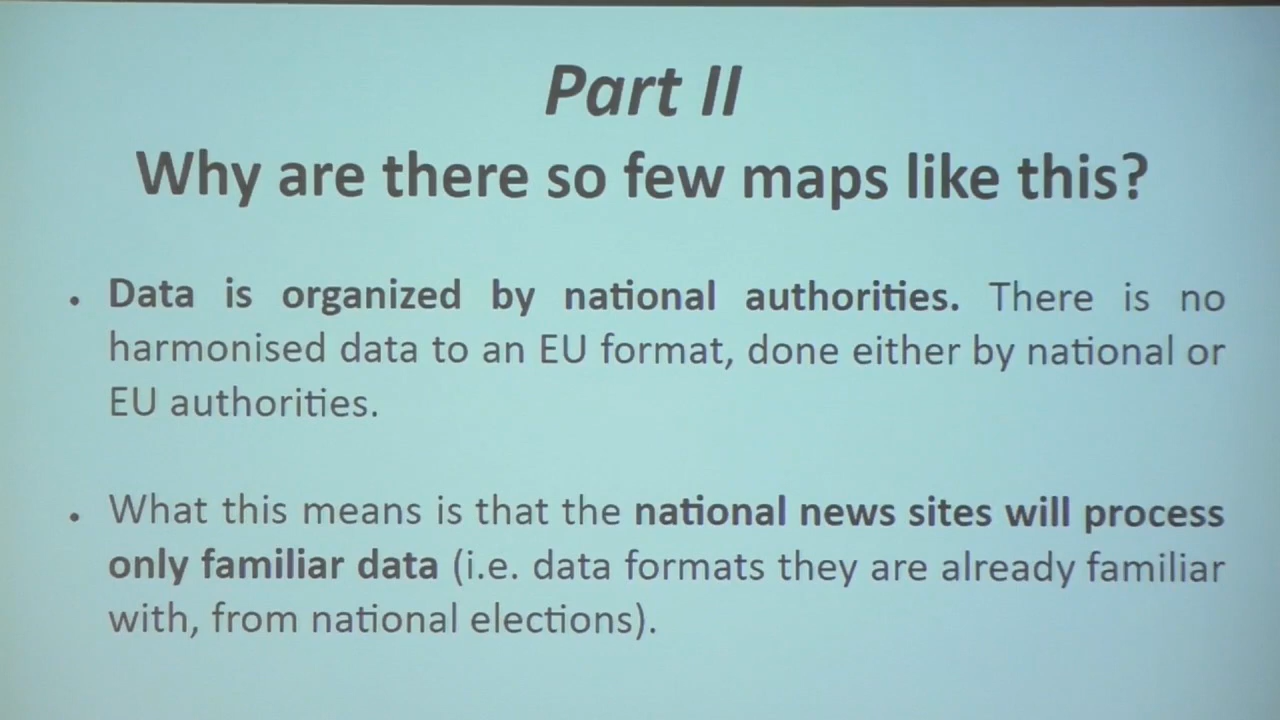 Part II
Why are there so few maps like this?
• Data is organized by national authorities. There is no
harmonised data to an EU format, done either by national or
EU authorities.
• What this means is that the national news sites will process
only familiar data (i.e. data formats they are already familiar
with, from national elections).